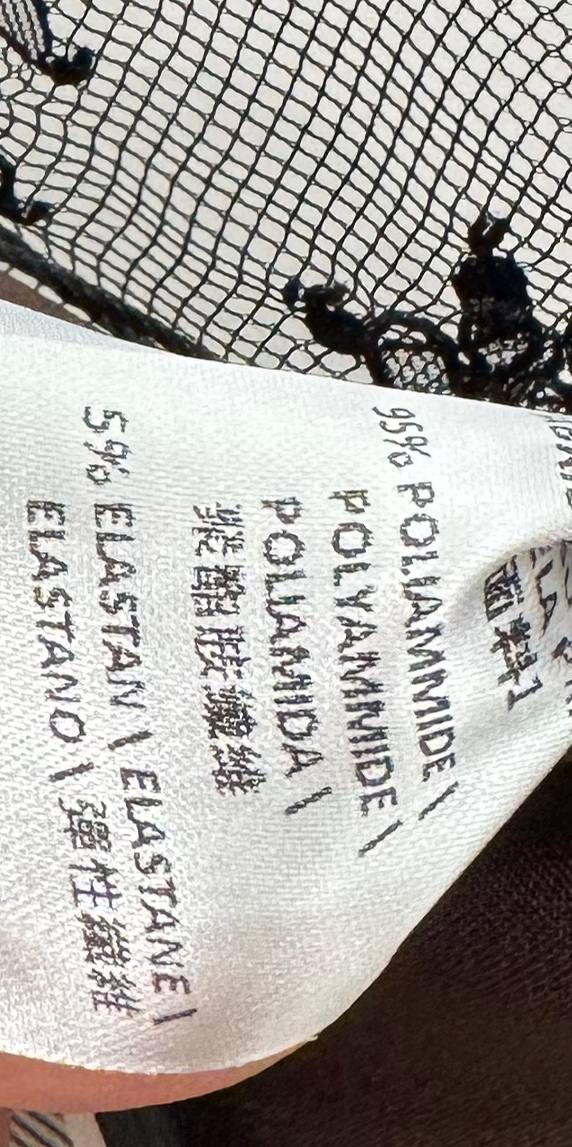 面料1
95% POLIAMMIDE \
POLYAMMIDE \
POLIAMIDA \
聚酰胺纖維
5% ELASTAN \ ELASTANE \
ELASTANO \ 彈性纖維